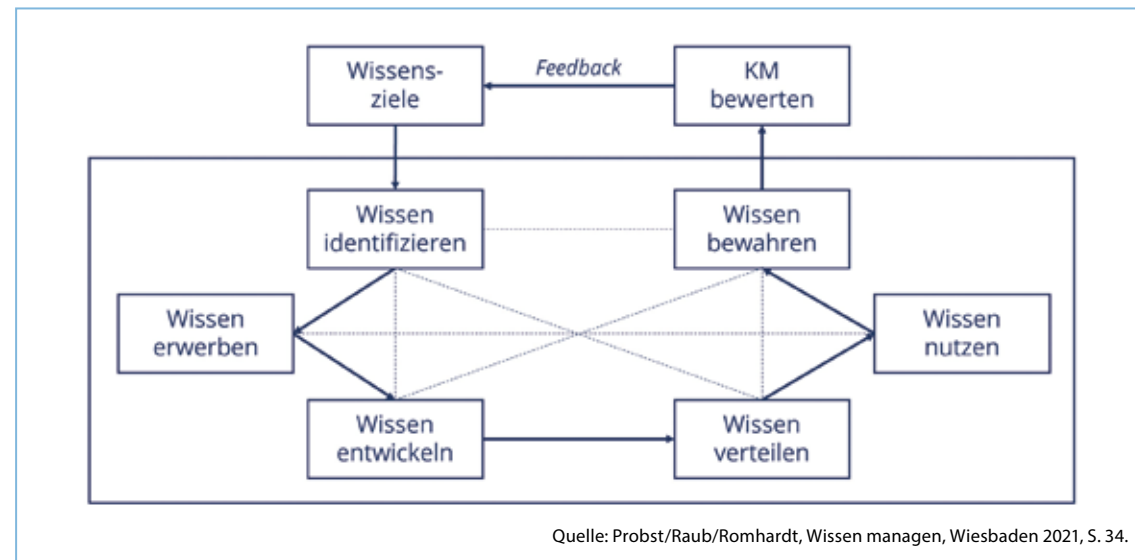 Wissens-
ziele
Feedback
KM
bewerten
Wissen
identifizieren
Wissen
bewahren
Wissen
erwerben
Wissen
nutzen
Wissen
entwickeln
Wissen
verteilen
Quelle: Probst/Raub/Romhardt, Wissen managen, Wiesbaden 2021, S. 34.